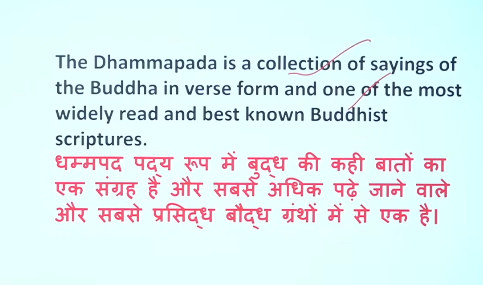 The Dhammapada is a collection of sayings of
the Buddha in verse form and one of the most
widely read and best known Buddhist
scriptures.
धम्मपद पद्य रूप में बुद्ध की कही बातों का
एक संग्रह है और सबसे अधिक पढ़े जाने वाले
और सबसे प्रसिद्ध बौद्ध ग्रंथों में से एक है।